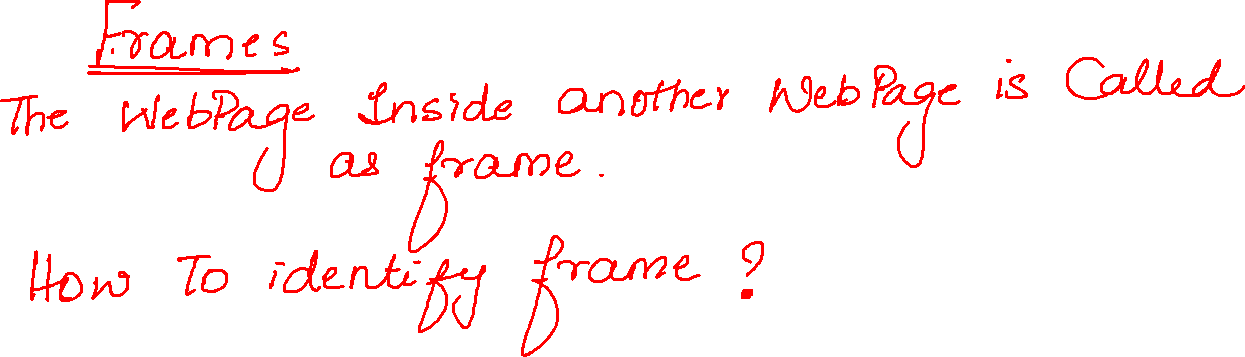 Frames
The WebPage Inside another WebPage is Called
as frame.
How To identify frame ?